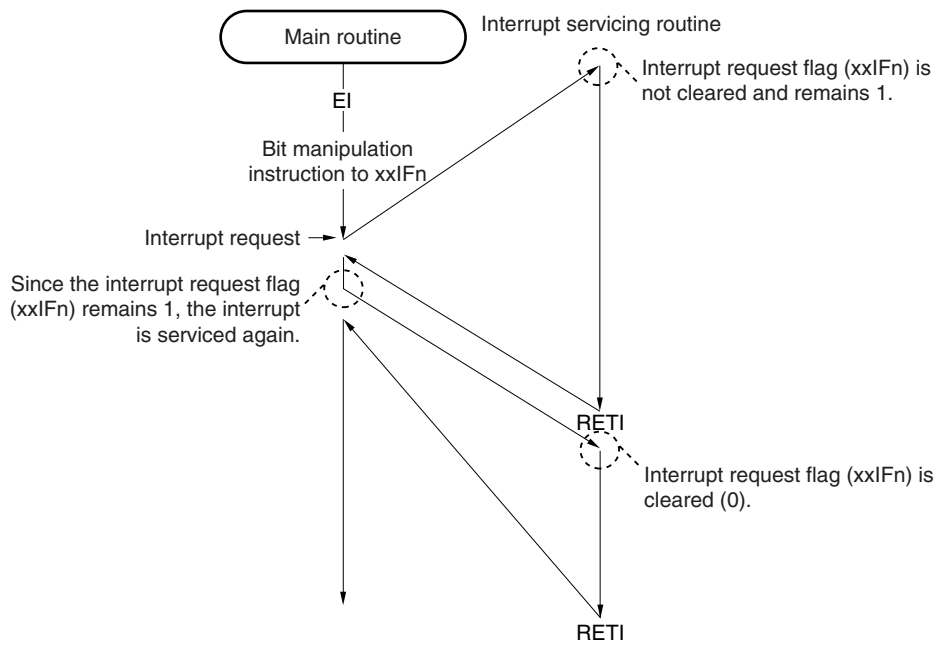 Main routine
Interrupt servicing routine
Interrupt request flag (xxIFn) is
not cleared and remains 1.
EI
Bit manipulation
instruction to xxIFn
Interrupt request
Since the interrupt request flag
(xxIFn) remains 1, the interrupt
is serviced again.
RETI
Interrupt request flag (xxIFn) is
cleared (0).
RETI